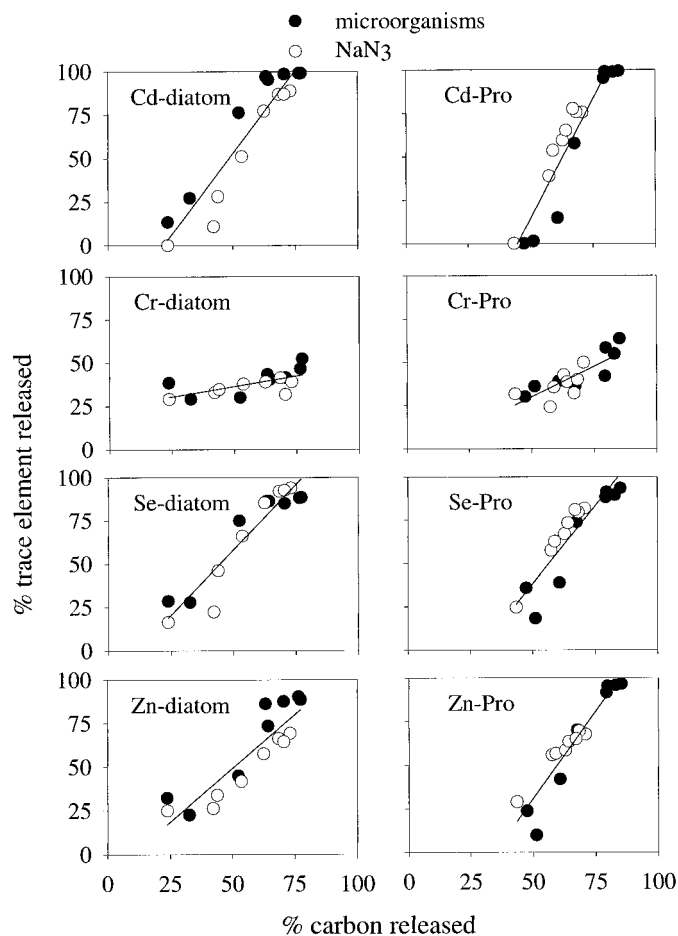 microorganisms
NaN3
Cd-diatom
Cd-Pro
100
75
50
25
0
Cr-diatom
Cr-Pro
100
75
50
25
0
Se-diatom
Se-Pro
100
75
50
25
0
Zn-diatom
Zn-Pro
100
75
50
25
0
0 25 50 75 100
0 25 50 75 100
% trace element released
% carbon released